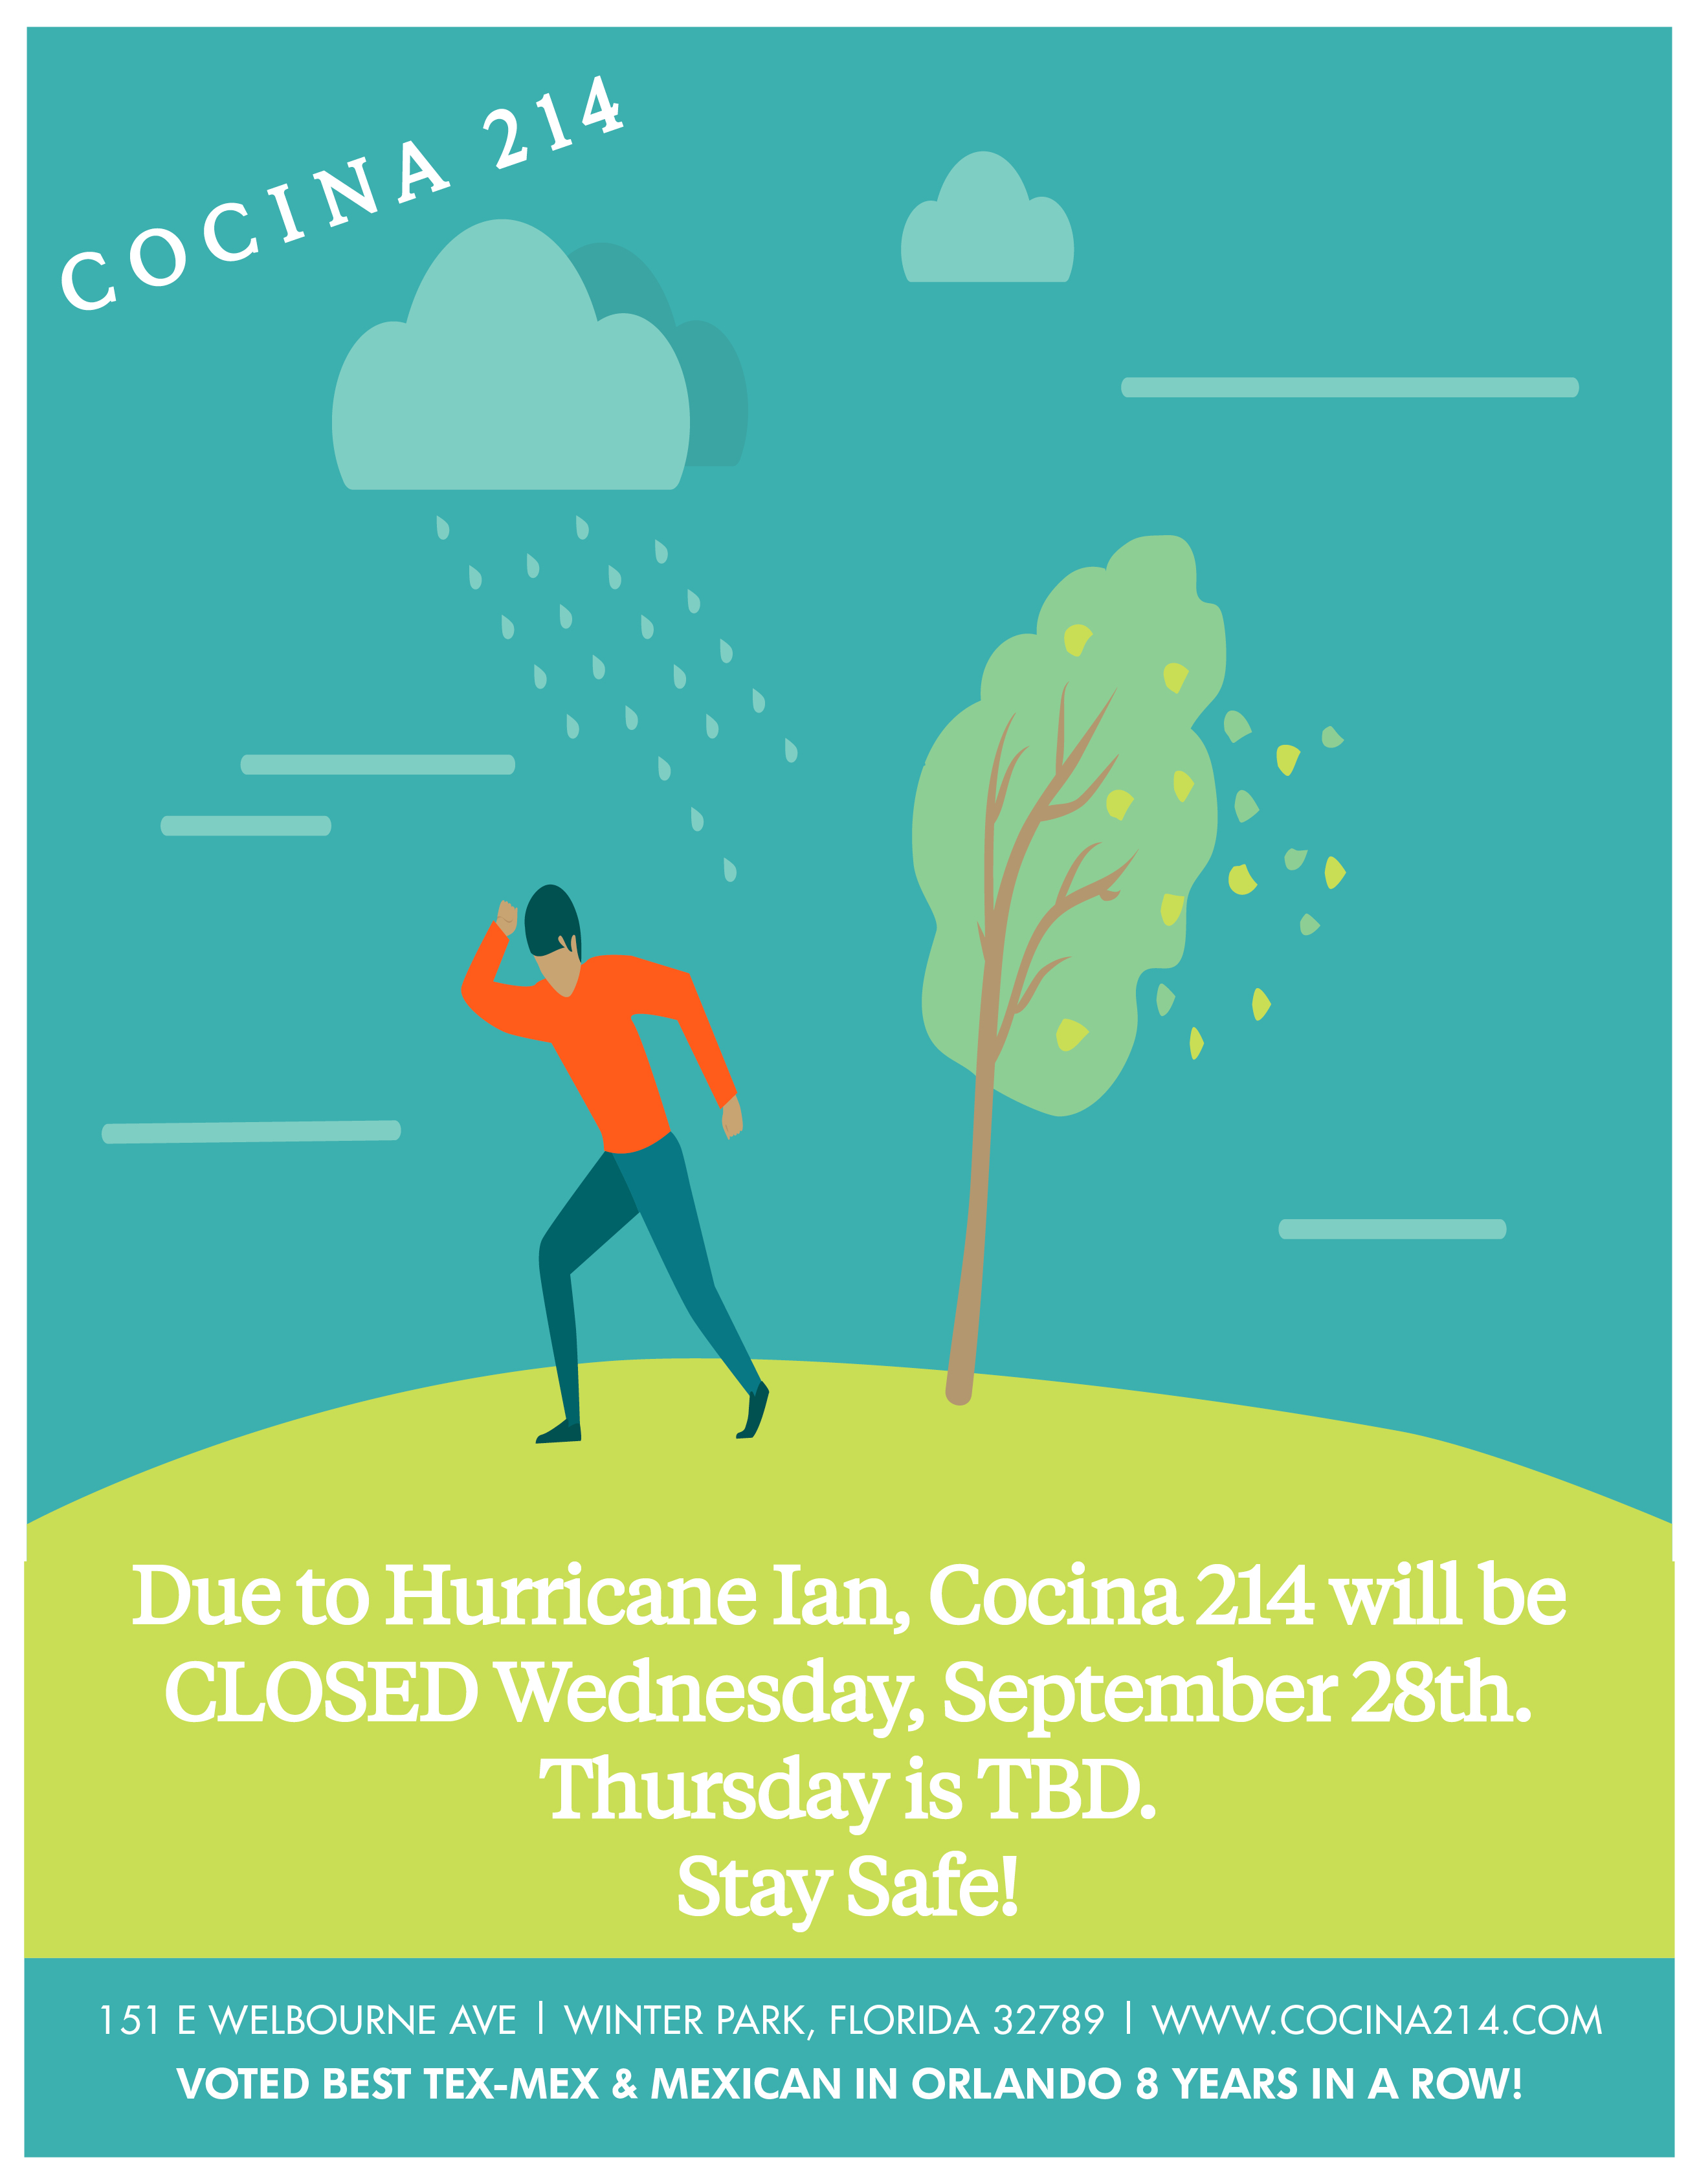 COCINA 214
Due to Hurricane Ian, Cocina 214 will be
CLOSED Wednesday, September 28th.
Thursday is TBD.
Stay Safe!
151 E WELBOURNE AVE | WINTER PARK, FLORIDA 32789 | WWW.COCINA214.COM
VOTED BEST TEX-MEX & MEXICAN IN ORLANDO 8 YEARS IN A ROW!